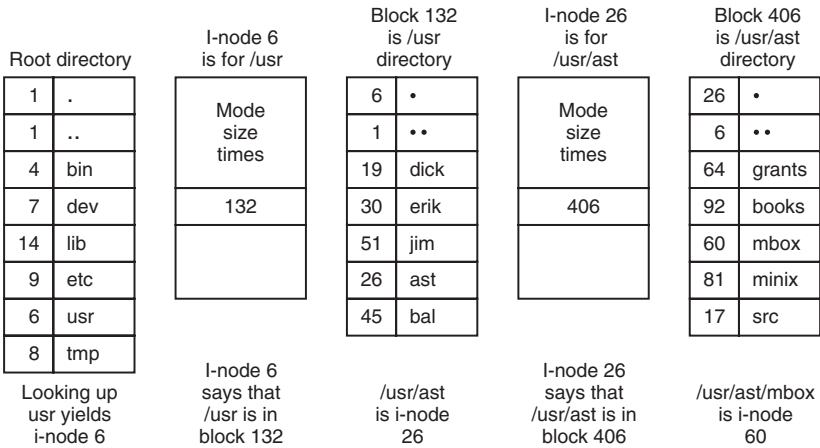 Root directory
1 .
1 ..
4 bin
7 dev
14 lib
9 etc
6 usr
8 tmp
Looking up
usr yields
i-node 6
I-node 6
is for /usr
Mode
size
times
132
I-node 6
says that
/usr is in
block 132
Block 132
is /usr
directory
6 •
1 ••
19 dick
30 erik
51 jim
26 ast
45 bal
/usr/ast
is i-node
26
I-node 26
is for
/usr/ast
Mode
size
times
406
I-node 26
says that
/usr/ast is in
block 406
Block 406
is /usr/ast
directory
26 •
6 ••
64 grants
92 books
60 mbox
81 minix
17 src
/usr/ast/mbox
is i-node
60